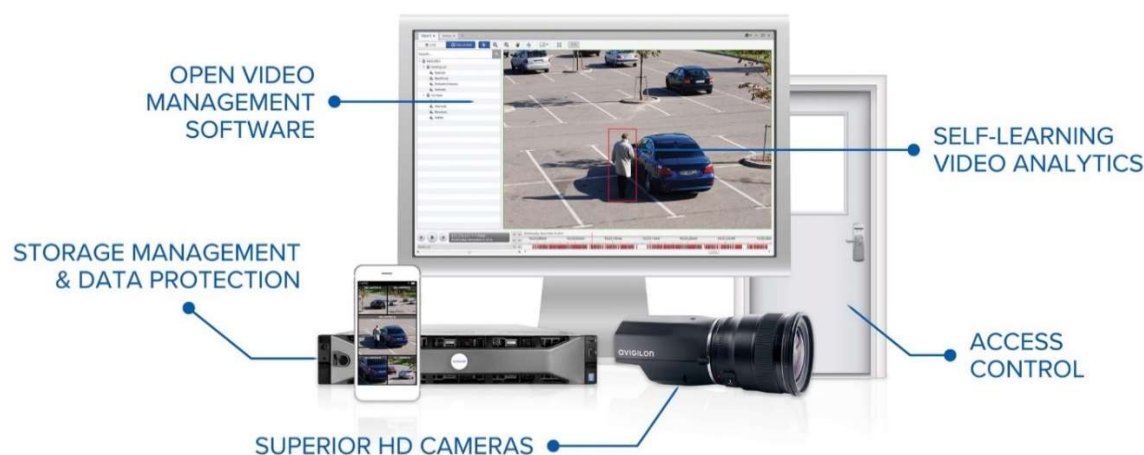 OPEN VIDEO
MANAGEMENT
SOFTWARE
SELF-LEARNING
VIDEO ANALYTICS
STORAGE MANAGEMENT
& DATA PROTECTION
AVIGILON
ACCESS
CONTROL
SUPERIOR HD CAMERAS